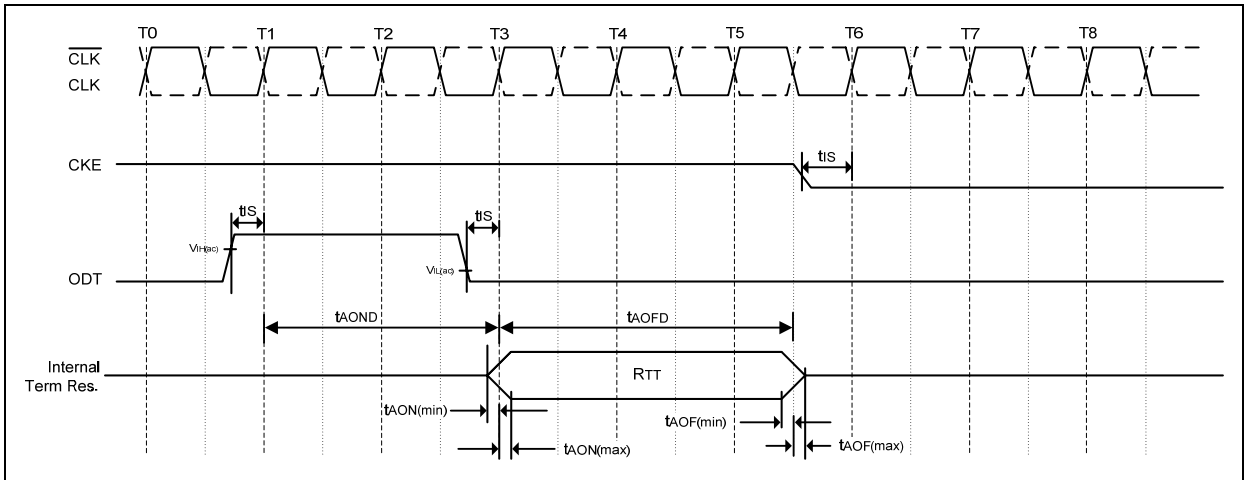 T0 T1 T2 T3 T4 T5 T6 T7 T8
CLK
CLK
CKE
tIS
tIS
tIS
VIH(ac)
VIL(ac)
ODT
tAOND
tAOFD
Internal
Term Res.
RTT
tAON(min)
tAOF(min)
tAON(max)
tAOF(max)